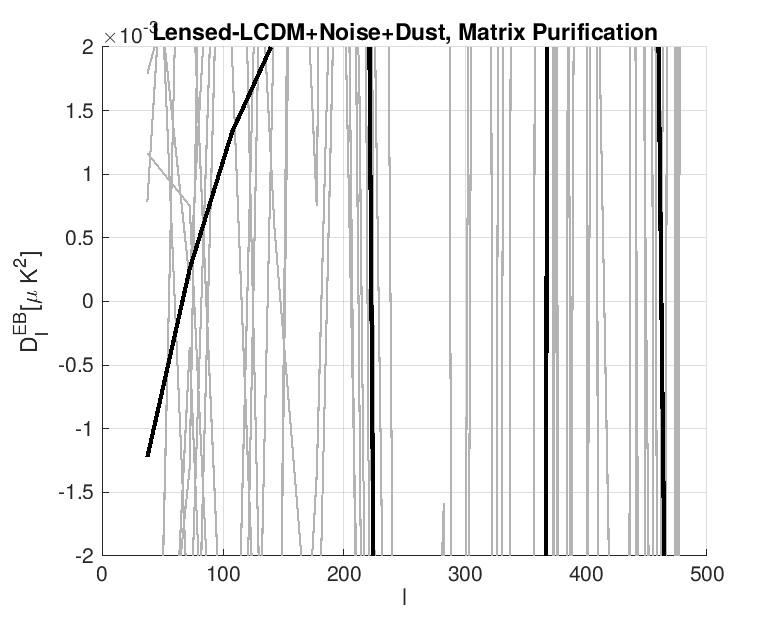 ×10⁻³
Lensed-LCDM+Noise+Dust, Matrix Purification
2
1.5
1
0.5
0
-0.5
-1
-1.5
-2
D_l^EB[μ K²]
0 100 200 300 400 500
l